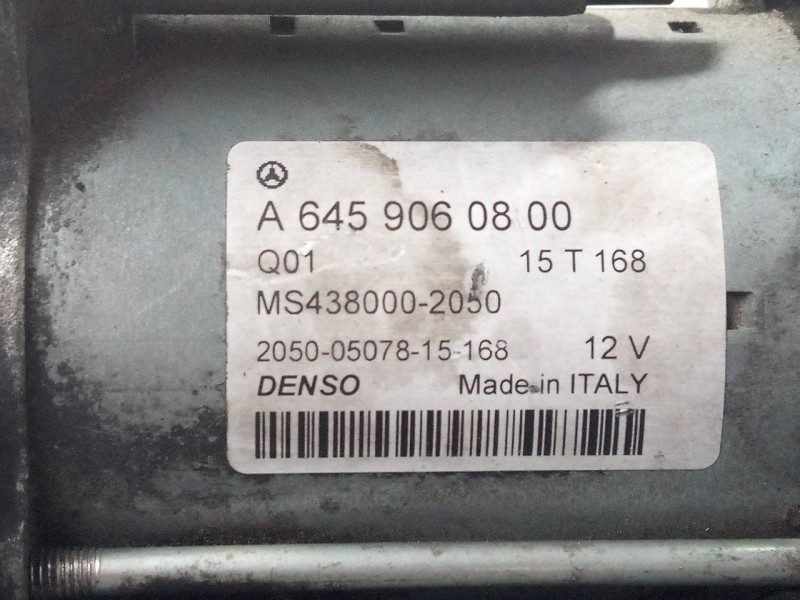 A 645 906 08 00
Q01 15 T 168
MS438000-2050
2050-05078-15-168 12 V
DENSO Made in ITALY